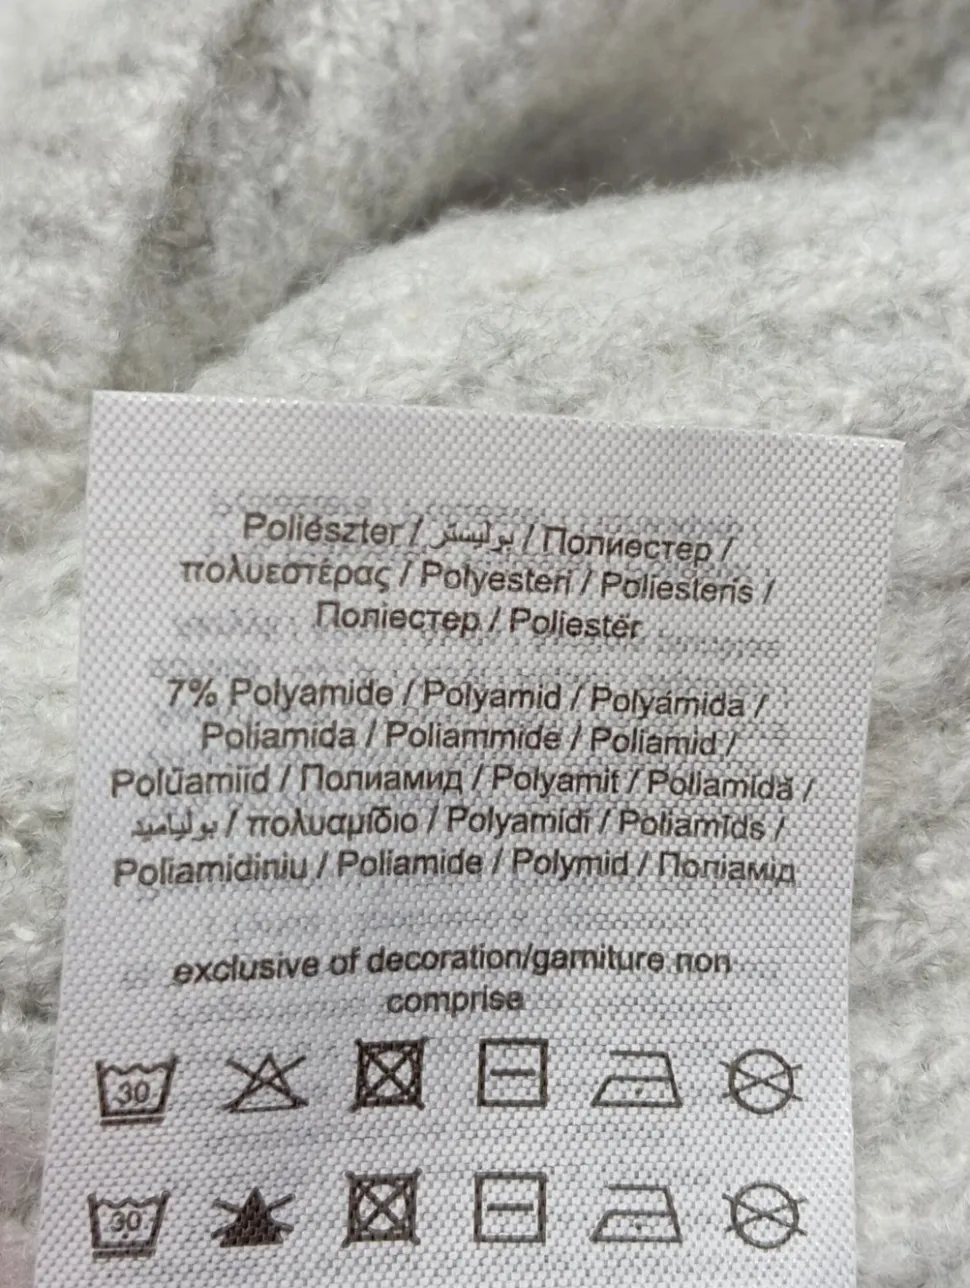 Poliészter / بوليستر / Полиестер /
πολυεστέρας / Polyesteri / Poliesteris /
Поліестер / Poliestër
7% Polyamide / Polyamid / Polyamida /
Poliamida / Poliammide / Poliamid /
Polüamiid / Полиамид / Polyamit / Poliamidă /
بولياميد / πολυαμίδιο / Polyamidi / Poliamīds /
Poliamidiniu / Poliamide / Polymid / Поліамід
exclusive of decoration/garniture non
comprise
30
30